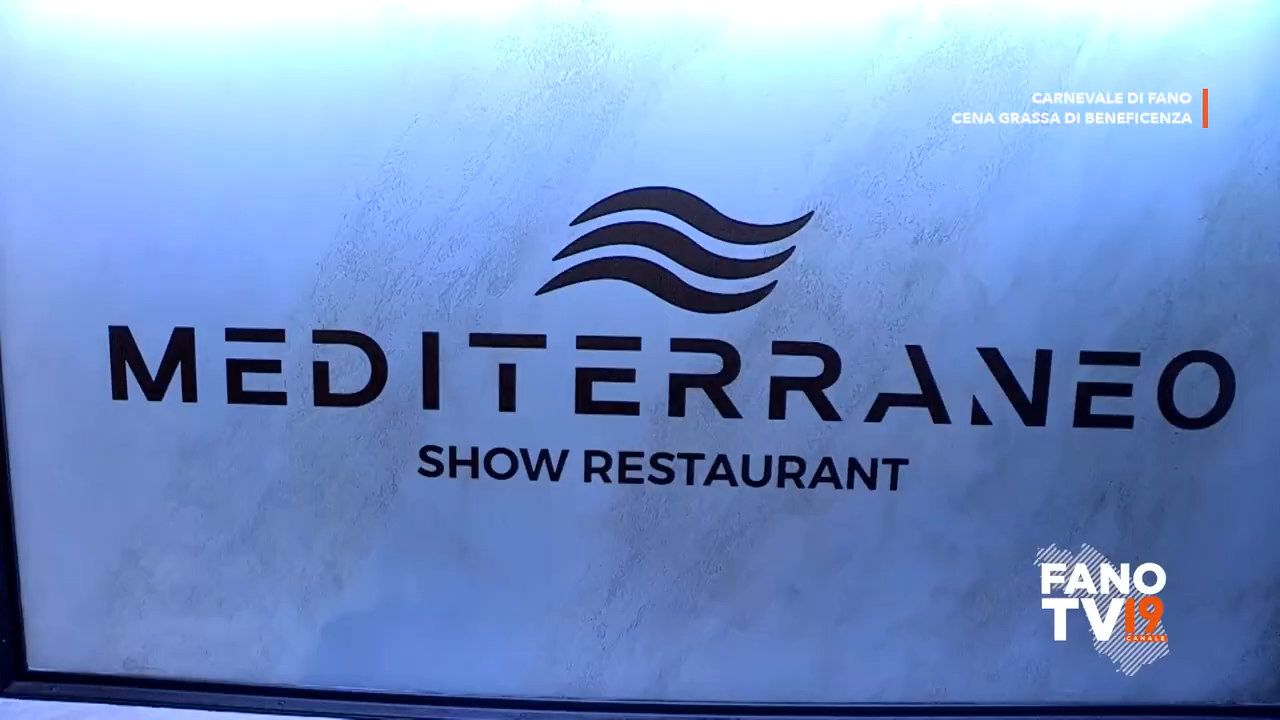 CARNEVALE DI FANO
CENA GRASSA DI BENEFICENZA
MEDITERRANEO
SHOW RESTAURANT
FANO
TV19
CANALE